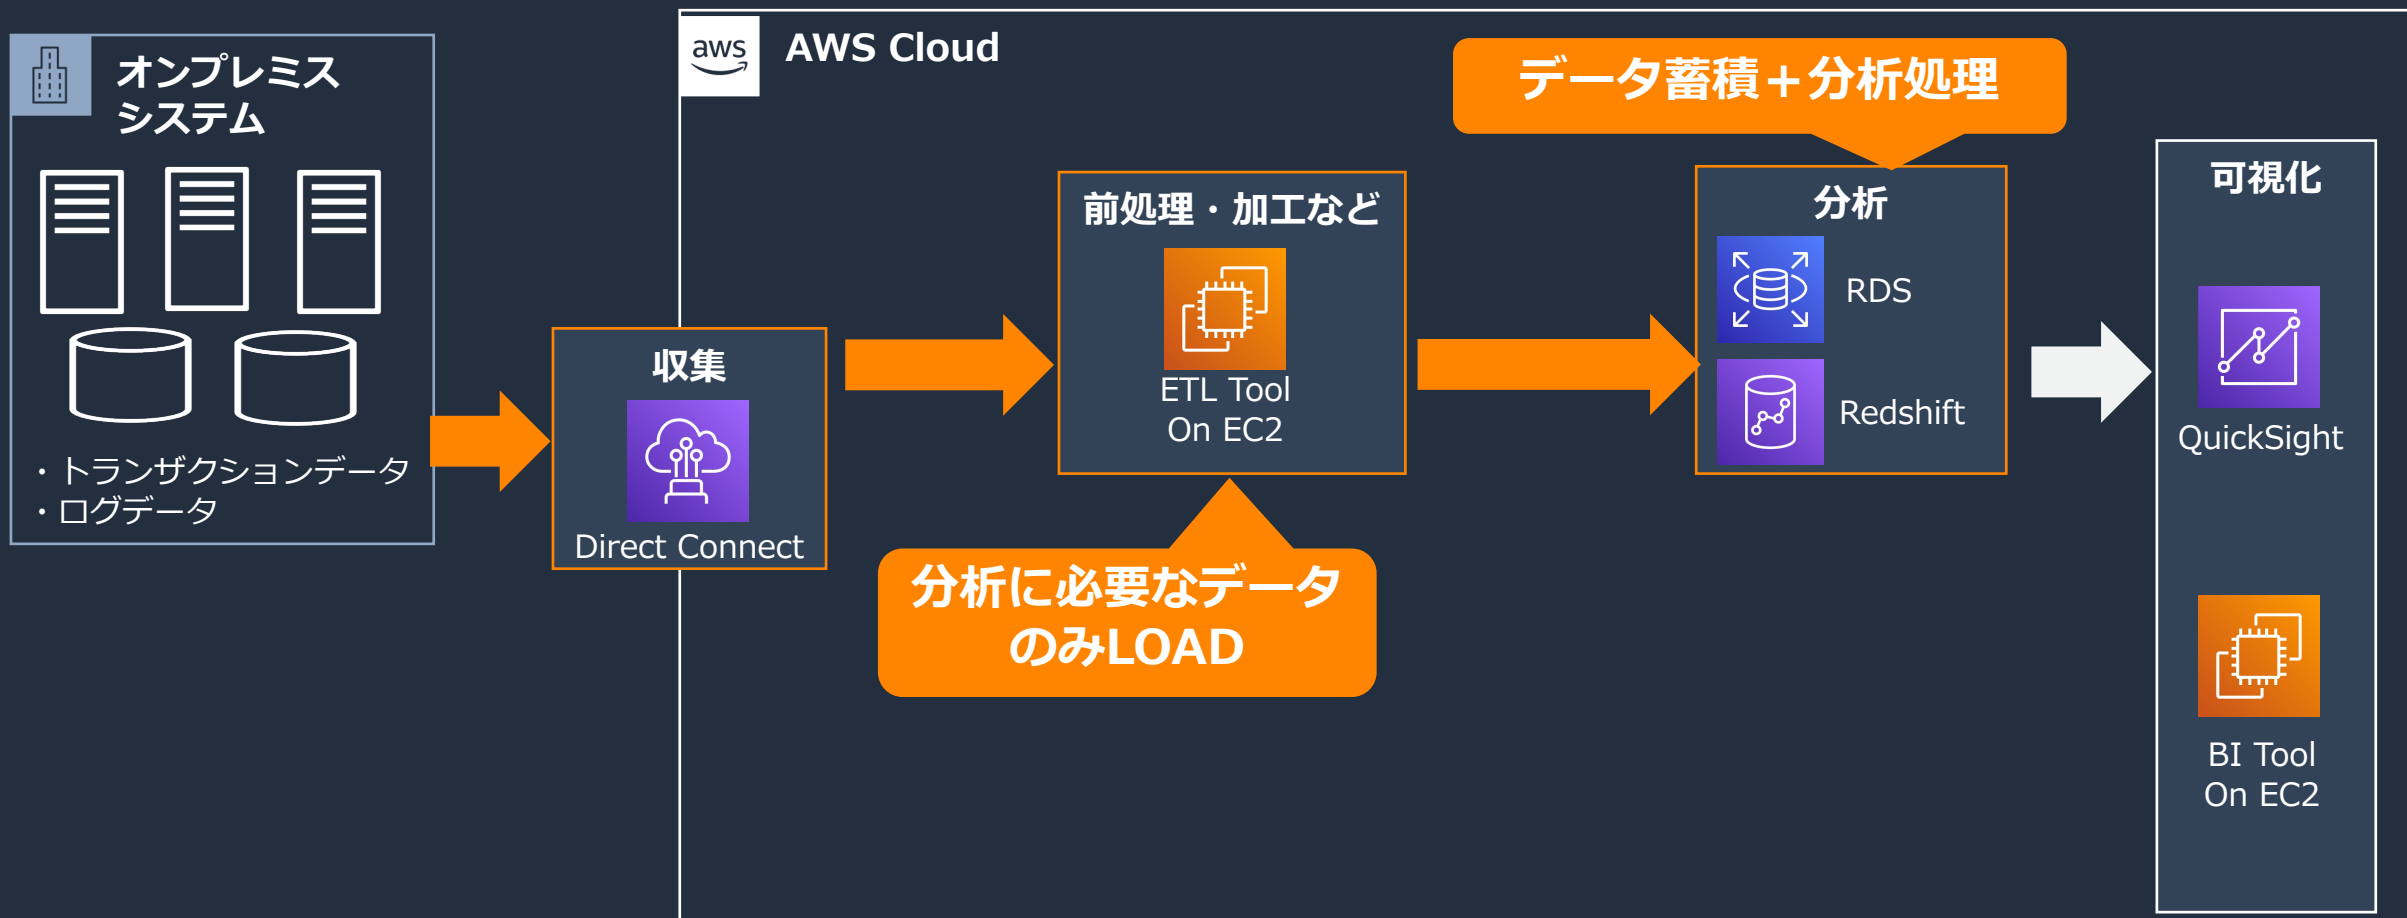 オンプレミス
システム
・トランザクションデータ
・ログデータ
aws
AWS Cloud
収集
Direct Connect
前処理・加工など
ETL Tool
On EC2
分析に必要なデータ
のみLOAD
データ蓄積＋分析処理
分析
RDS
Redshift
可視化
QuickSight
BI Tool
On EC2